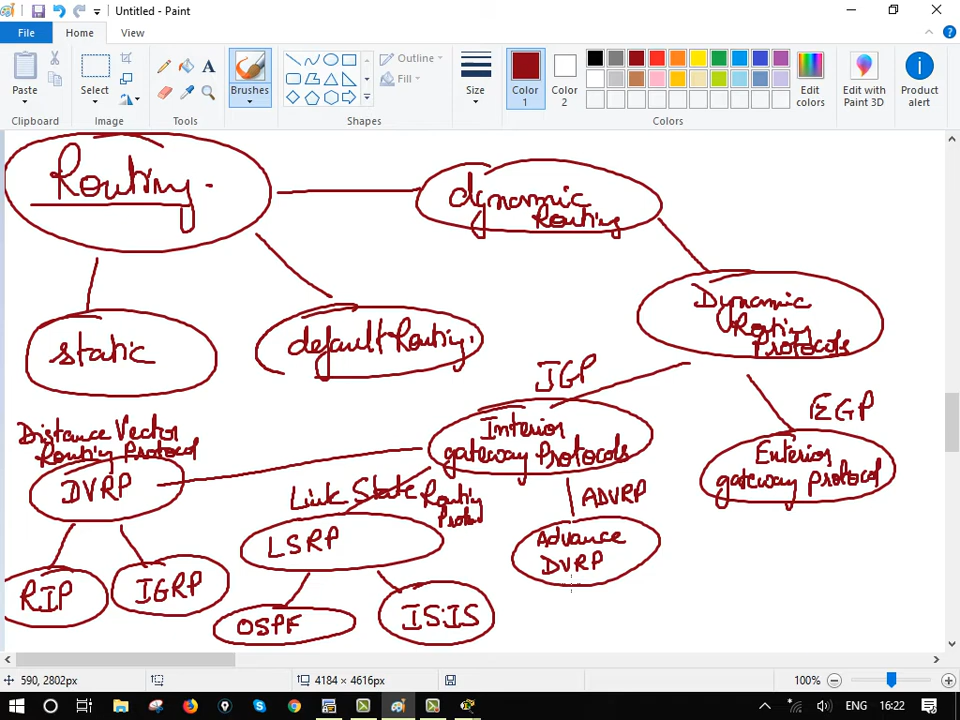 Untitled - Paint
File
Home
View
Paste
Select
A
Brushes
Outline
Fill
Size
Color 1
Color 2
Edit colors
Edit with Paint 3D
Product alert
Clipboard
Image
Tools
Shapes
Colors
Routing.
dynamic
Routing
Dynamic
Routing
Protocols
static
default Routing.
IGP
EGP
Interior
gateway Protocols
Exterior
gateway Protocol
Distance Vector
Routing Protocol
DVRP
Link State Routing
Protocol
ADVRP
LSRP
Advance
DVRP
RIP
IGRP
OSPF
ISIS
590, 2802px
4184 × 4616px
100%
ENG
16:22